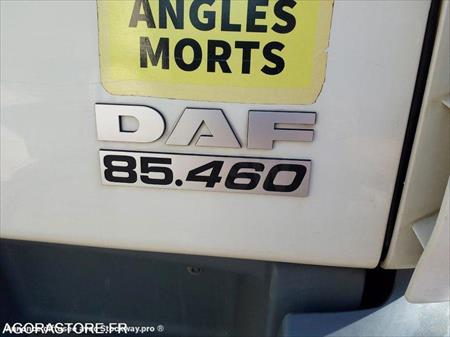 ANGLES
MORTS
DAF
85.460
AGORASTORE.FR